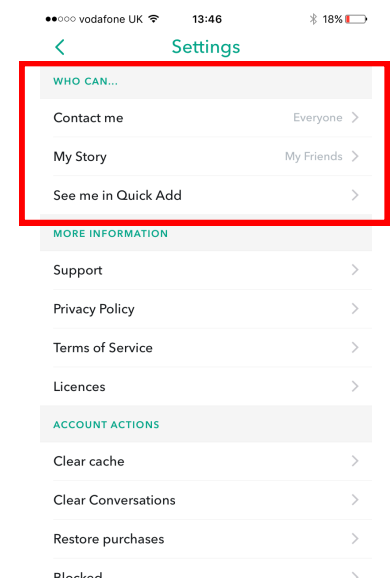 vodafone UK 13:46 18%
Settings
WHO CAN...
Contact me Everyone
My Story My Friends
See me in Quick Add
MORE INFORMATION
Support
Privacy Policy
Terms of Service
Licences
ACCOUNT ACTIONS
Clear cache
Clear Conversations
Restore purchases
Blocked